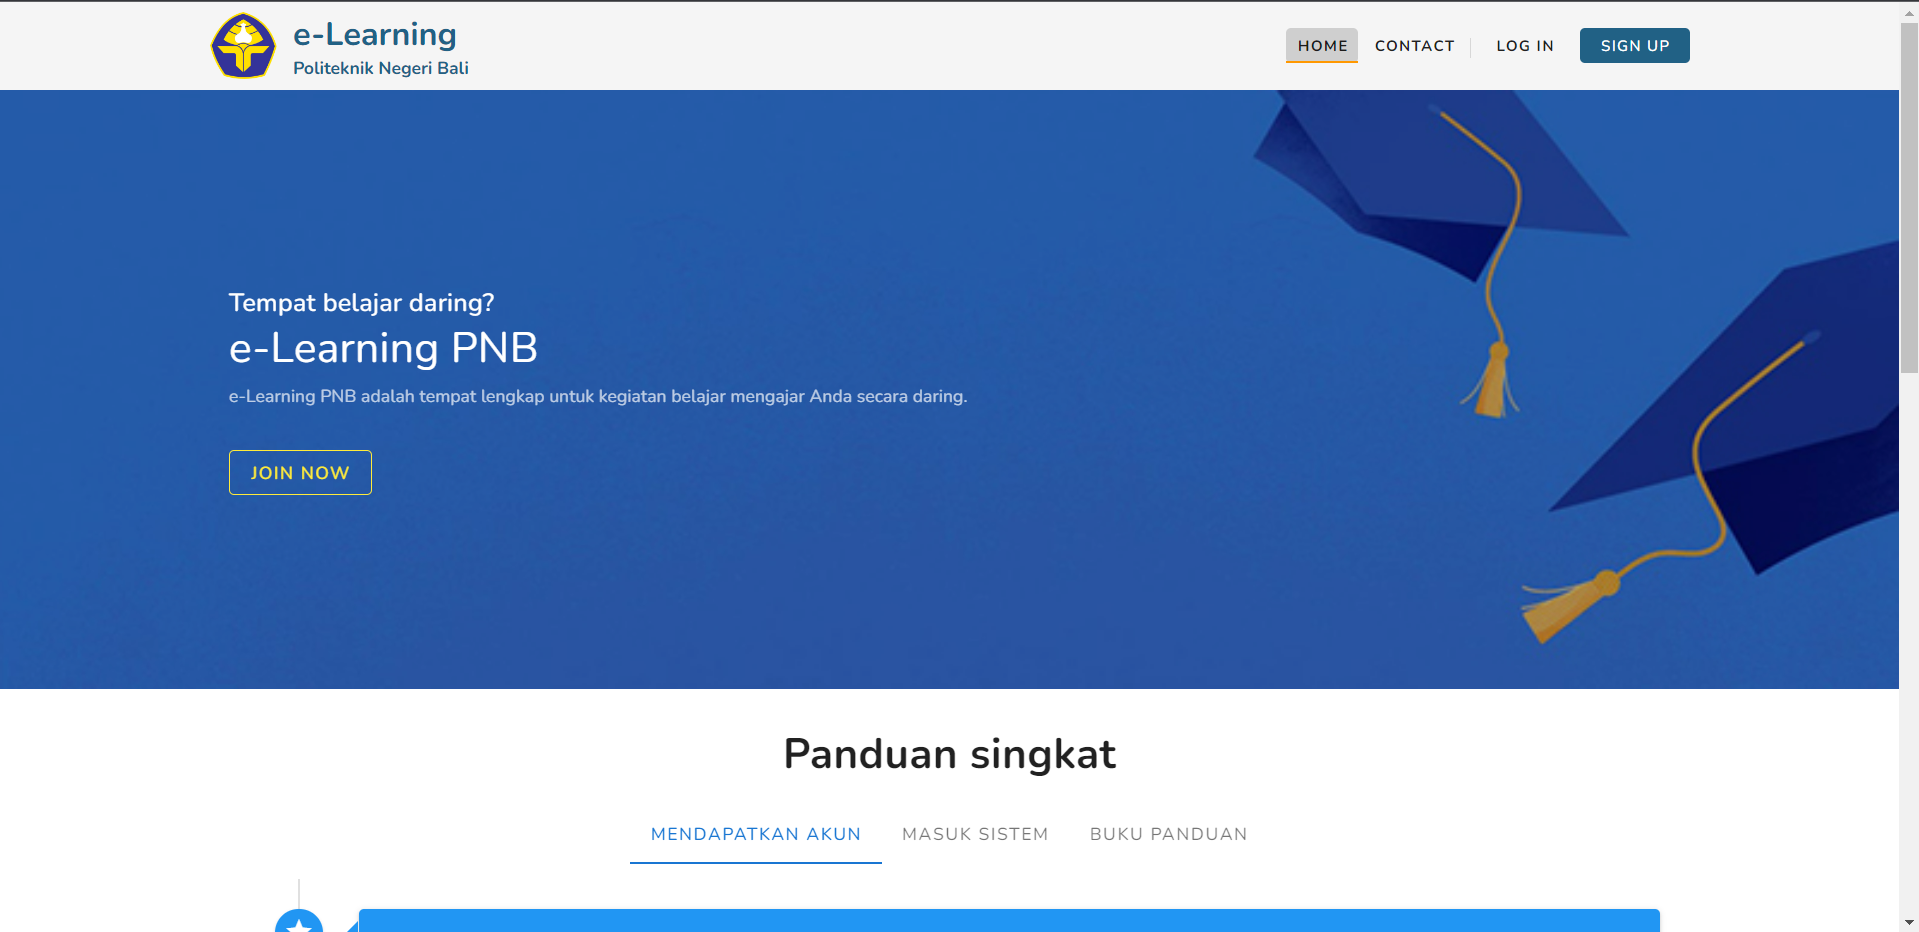 e-Learning
Politeknik Negeri Bali
HOME
CONTACT
LOG IN
SIGN UP
Tempat belajar daring?
e-Learning PNB
e-Learning PNB adalah tempat lengkap untuk kegiatan belajar mengajar Anda secara daring.
JOIN NOW
Panduan singkat
MENDAPATKAN AKUN
MASUK SISTEM
BUKU PANDUAN